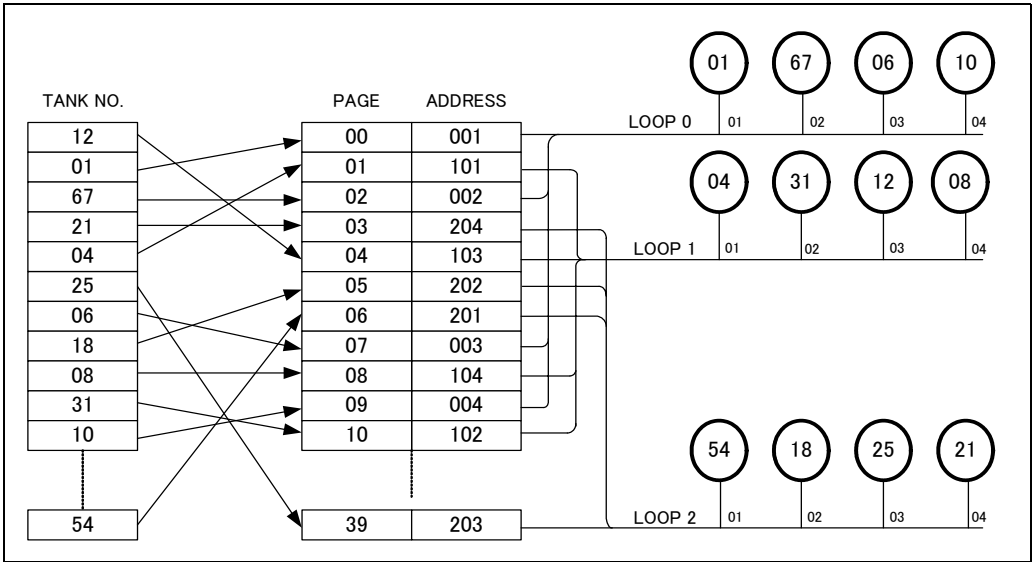 01 67 06 10
TANK NO. PAGE ADDRESS
LOOP 0 01 02 03 04
12 00 001
01 01 101
67 02 002
21 03 204
04 04 103
25 05 202
06 06 201
18 07 003
08 08 104
31 09 004
10 10 102
54 39 203
04 31 12 08
LOOP 1 01 02 03 04
54 18 25 21
LOOP 2 01 02 03 04